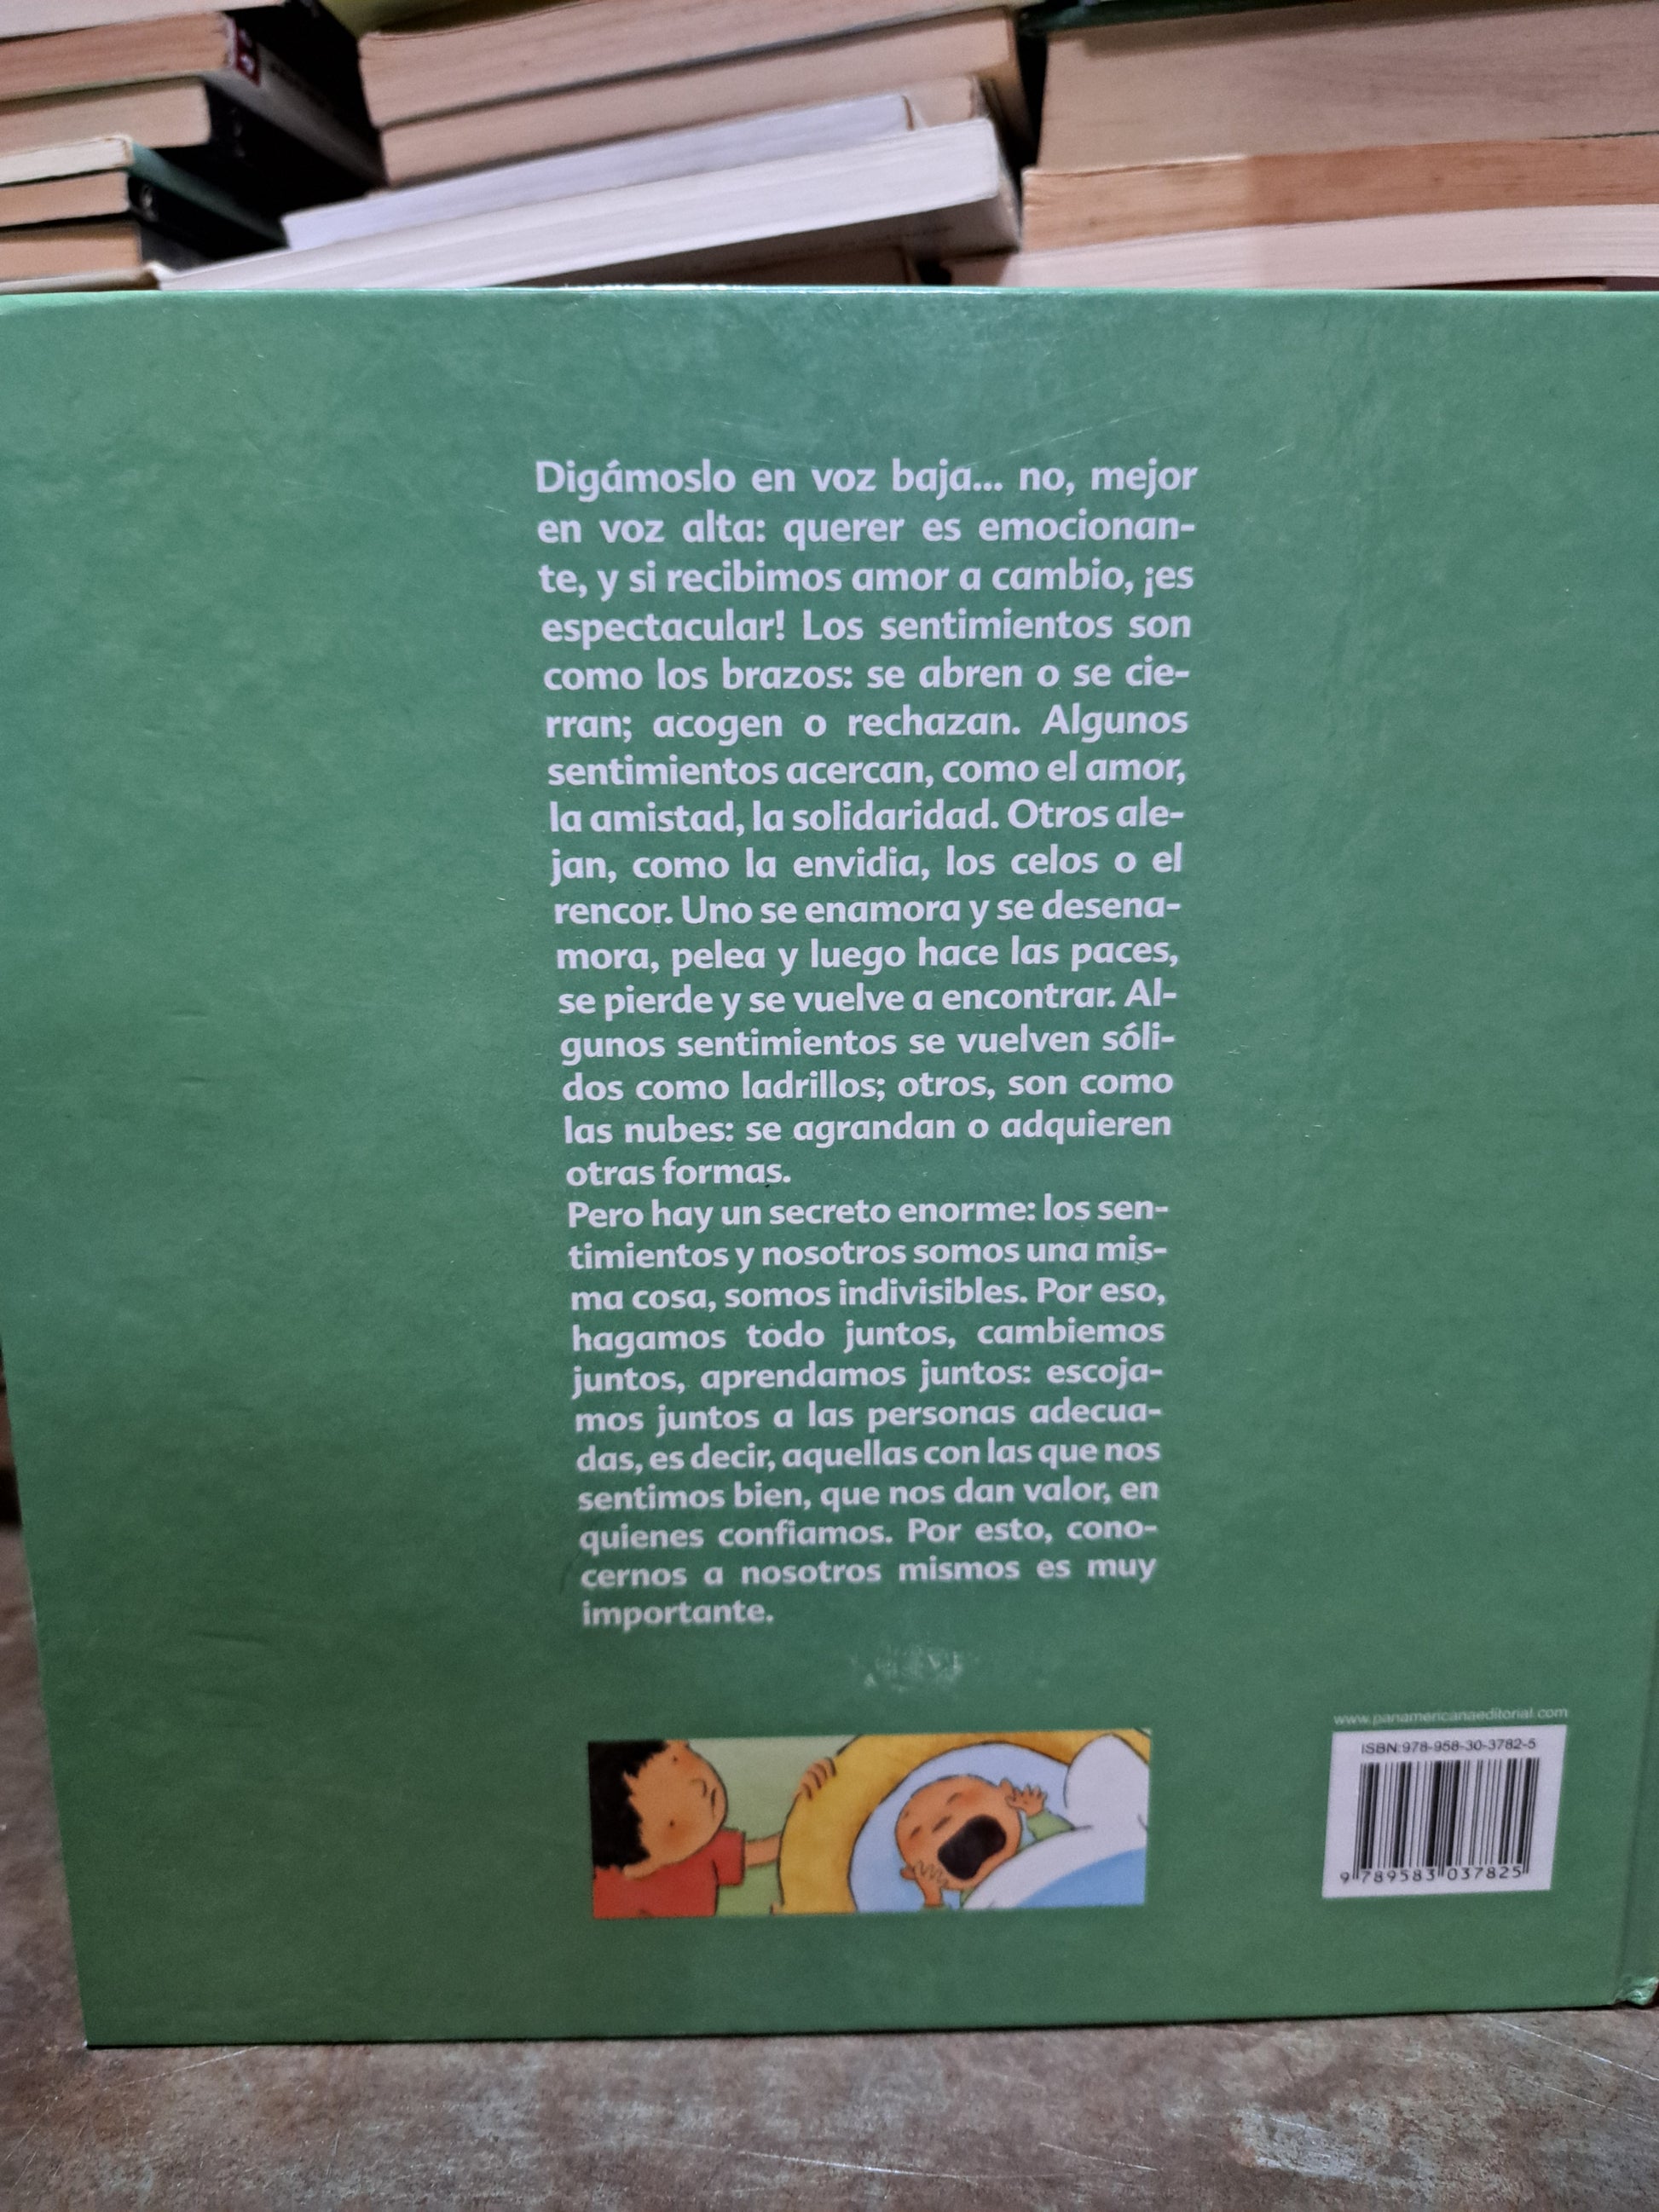 Digámoslo en voz baja... no, mejor
en voz alta: querer es emocionan-
te, y si recibimos amor a cambio, ¡es
espectacular! Los sentimientos son
como los brazos: se abren o se cie-
rran; acogen o rechazan. Algunos
sentimientos acercan, como el amor,
la amistad, la solidaridad. Otros ale-
jan, como la envidia, los celos o el
rencor. Uno se enamora y se desena-
mora, pelea y luego hace las paces,
se pierde y se vuelve a encontrar. Al-
gunos sentimientos se vuelven sóli-
dos como ladrillos; otros, son como
las nubes: se agrandan o adquieren
otras formas.
Pero hay un secreto enorme: los sen-
timientos y nosotros somos una mis-
ma cosa, somos indivisibles. Por eso,
hagamos todo juntos, cambiemos
juntos, aprendamos juntos: escoja-
mos juntos a las personas adecua-
das, es decir, aquellas con las que nos
sentimos bien, que nos dan valor, en
quienes confiamos. Por esto, cono-
cernos a nosotros mismos es muy
importante.
www.panamericanaeditorial.com
ISBN:978-958-30-3782-5
9 789583 037825